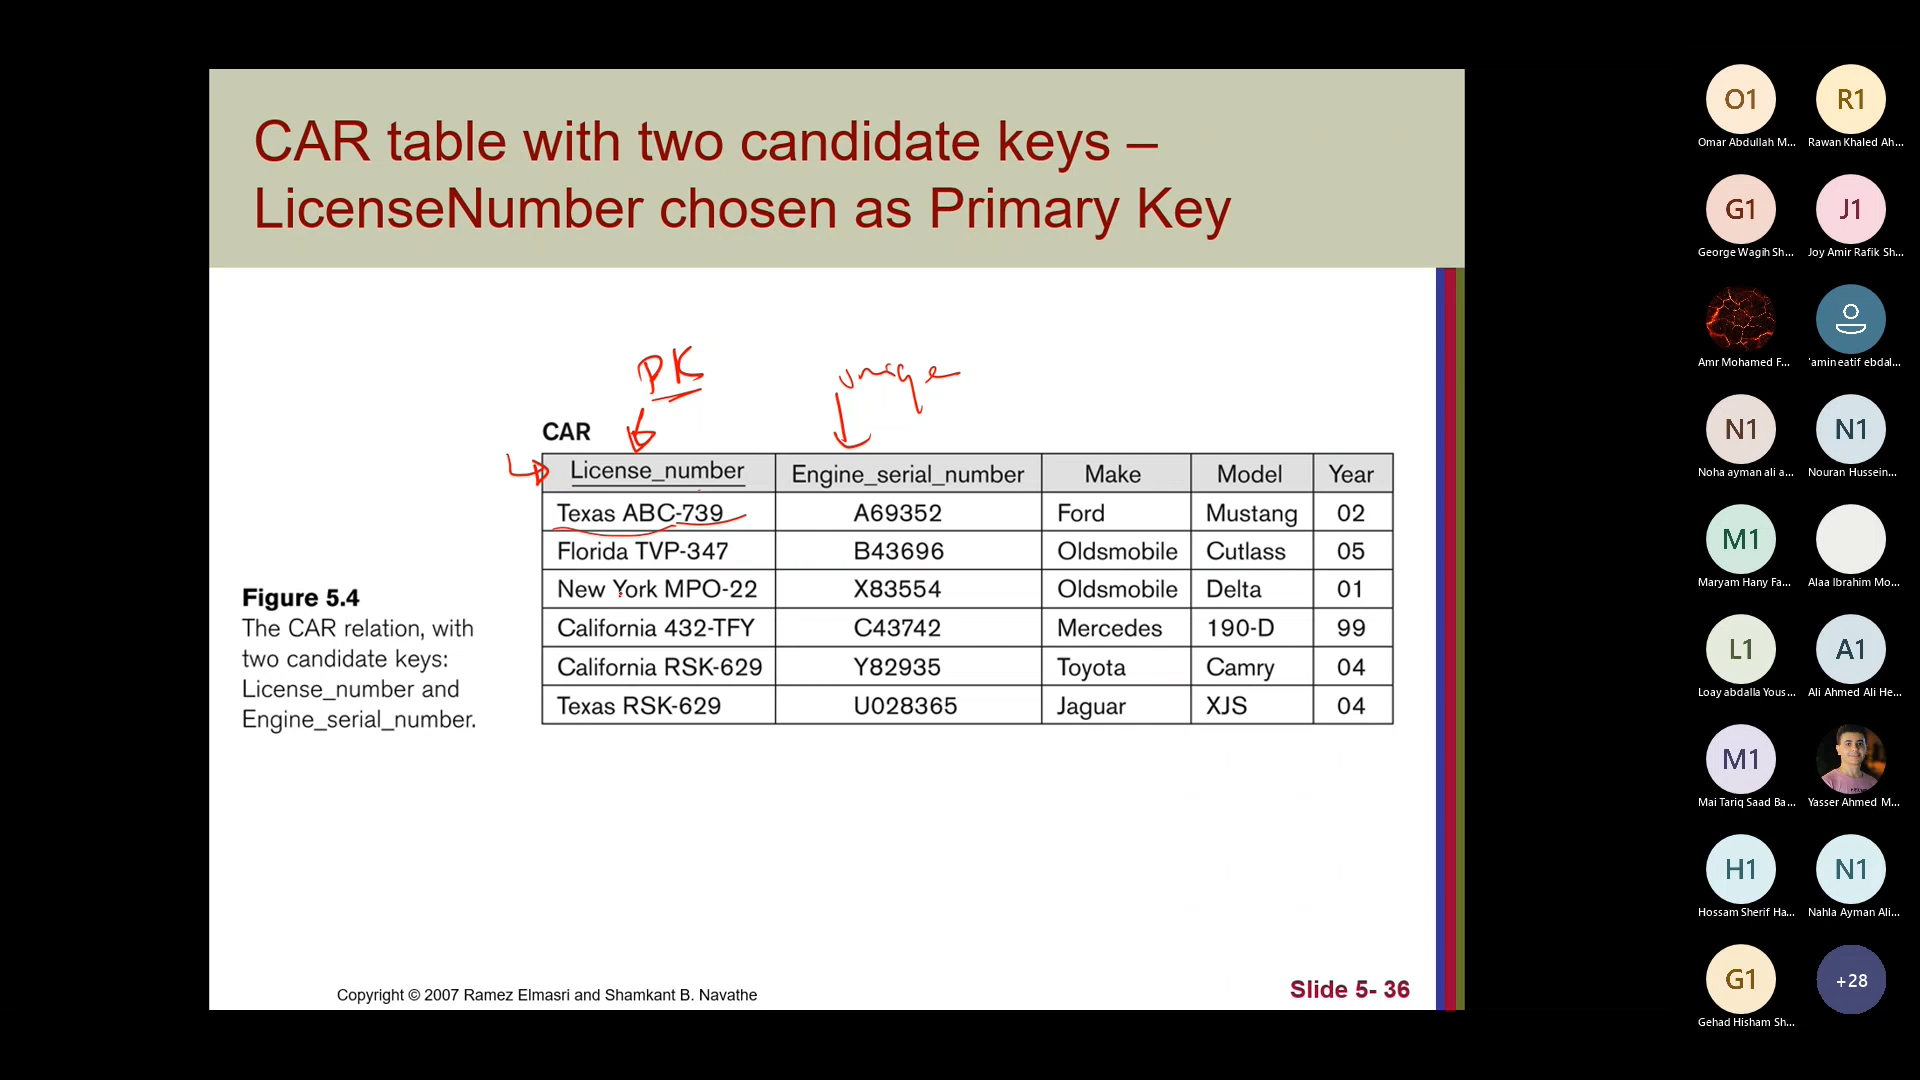 CAR table with two candidate keys –
LicenseNumber chosen as Primary Key
PK
unique
CAR
License_number Engine_serial_number Make Model Year
Texas ABC-739 A69352 Ford Mustang 02
Florida TVP-347 B43696 Oldsmobile Cutlass 05
New York MPO-22 X83554 Oldsmobile Delta 01
California 432-TFY C43742 Mercedes 190-D 99
California RSK-629 Y82935 Toyota Camry 04
Texas RSK-629 U028365 Jaguar XJS 04
Figure 5.4
The CAR relation, with
two candidate keys:
License_number and
Engine_serial_number.
Copyright © 2007 Ramez Elmasri and Shamkant B. Navathe
Slide 5- 36
O1 R1
Omar Abdullah M... Rawan Khaled Ah...
G1 J1
George Wagih Sh... Joy Amir Rafik Sh...
Amr Mohamed F... 'amin eatif ebdal...
N1 N1
Noha ayman ali a... Nouran Hussein...
M1
Maryam Hany Fa... Alaa Ibrahim Mo...
L1 A1
Loay abdalla Yous... Ali Ahmed Ali He...
M1
Mai Tariq Saad Ba... Yasser Ahmed M...
H1 N1
Hossam Sherif Ha... Nahla Ayman Ali...
G1 +28
Gehad Hisham Sh...